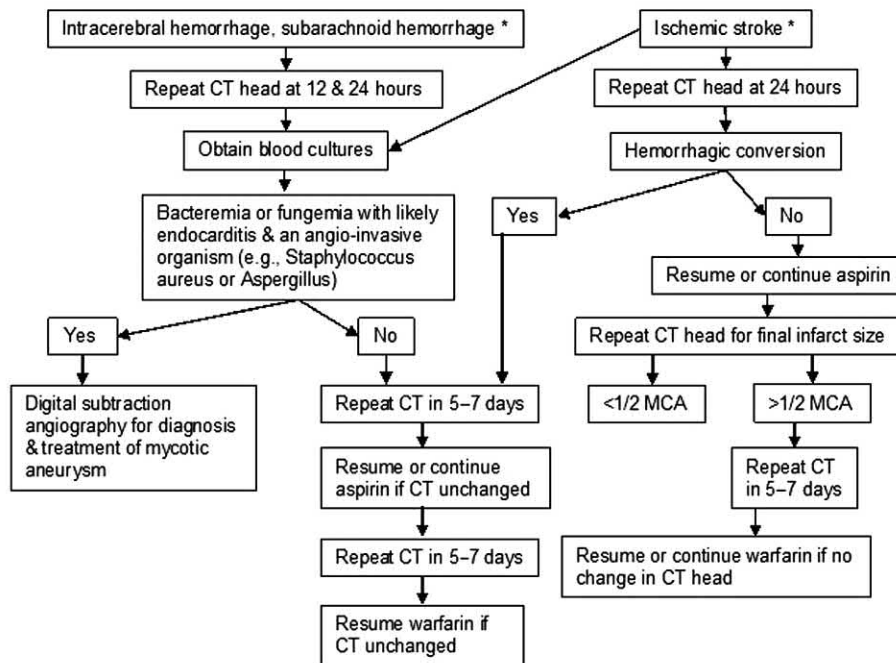 Intracerebral hemorrhage, subarachnoid hemorrhage *
Ischemic stroke *
Repeat CT head at 12 & 24 hours
Repeat CT head at 24 hours
Obtain blood cultures
Hemorrhagic conversion
Bacteremia or fungemia with likely
endocarditis & an angio-invasive
organism (e.g., Staphylococcus
aureus or Aspergillus)
Yes
No
Resume or continue aspirin
Yes
No
Repeat CT head for final infarct size
Digital subtraction
angiography for diagnosis
& treatment of mycotic
aneurysm
Repeat CT in 5–7 days
<1/2 MCA
>1/2 MCA
Resume or continue
aspirin if CT unchanged
Repeat CT
in 5–7 days
Repeat CT in 5–7 days
Resume or continue warfarin if no
change in CT head
Resume warfarin if
CT unchanged